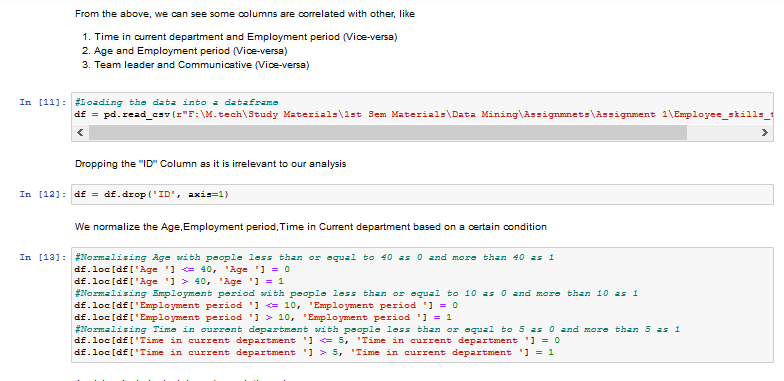 From the above, we can see some columns are correlated with other, like
1. Time in current department and Employment period (Vice-versa)
2. Age and Employment period (Vice-versa)
3. Team leader and Communicative (Vice-versa)
In [11]: #Loading the data into a dataframe
df = pd.read_csv(r"F:\M.tech\Study Materials\1st Sem Materials\Data Mining\Assignmnets\Assignment 1\Employee_skills_t
Dropping the "ID" Column as it is irrelevant to our analysis
In [12]: df = df.drop('ID', axis=1)
We normalize the Age,Employment period,Time in Current department based on a certain condition
In [13]: #Normalising Age with people less than or equal to 40 as 0 and more than 40 as 1
df.loc[df['Age '] <= 40, 'Age '] = 0
df.loc[df['Age '] > 40, 'Age '] = 1
#Normalising Employment period with people less than or equal to 10 as 0 and more than 10 as 1
df.loc[df['Employment period '] <= 10, 'Employment period '] = 0
df.loc[df['Employment period '] > 10, 'Employment period '] = 1
#Normalising Time in current department with people less than or equal to 5 as 0 and more than 5 as 1
df.loc[df['Time in current department '] <= 5, 'Time in current department '] = 0
df.loc[df['Time in current department '] > 5, 'Time in current department '] = 1